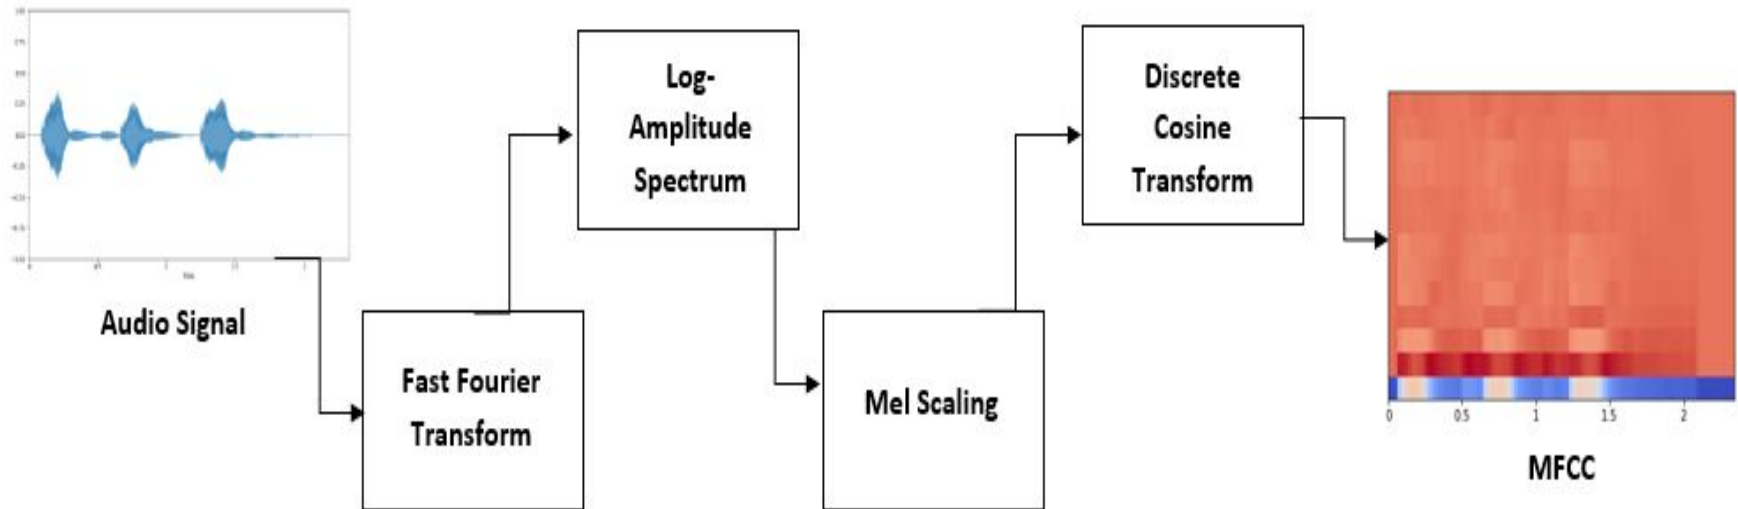 Audio Signal
Fast Fourier
Transform
Log-
Amplitude
Spectrum
Mel Scaling
Discrete
Cosine
Transform
0 0.5 1 1.5 2
MFCC